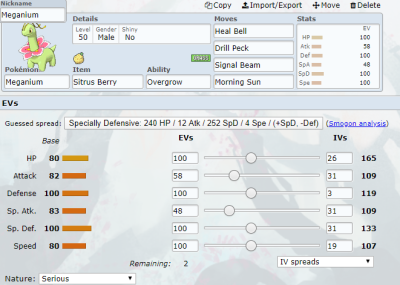 Nickname
Meganium
Copy Import/Export Move Delete
Details
Level Gender Shiny
50 Male No
Pokémon Item Ability
Meganium Sitrus Berry Overgrow
Moves
Heal Bell
Drill Peck
Signal Beam
Morning Sun
Stats
EV
HP 100
Atk 58
Def 100
SpA 48
SpD 100
Spe 100
EVs
Guessed spread: Specially Defensive: 240 HP / 12 Atk / 252 SpD / 4 Spe / (+SpD, -Def) (Smogon analysis)
Base EVs IVs
HP 80 100 26 165
Attack 82 58 31 109
Defense 100 100 3 119
Sp. Atk. 83 48 31 109
Sp. Def. 100 100 31 133
Speed 80 100 19 107
Remaining: 2 IV spreads
Nature: Serious